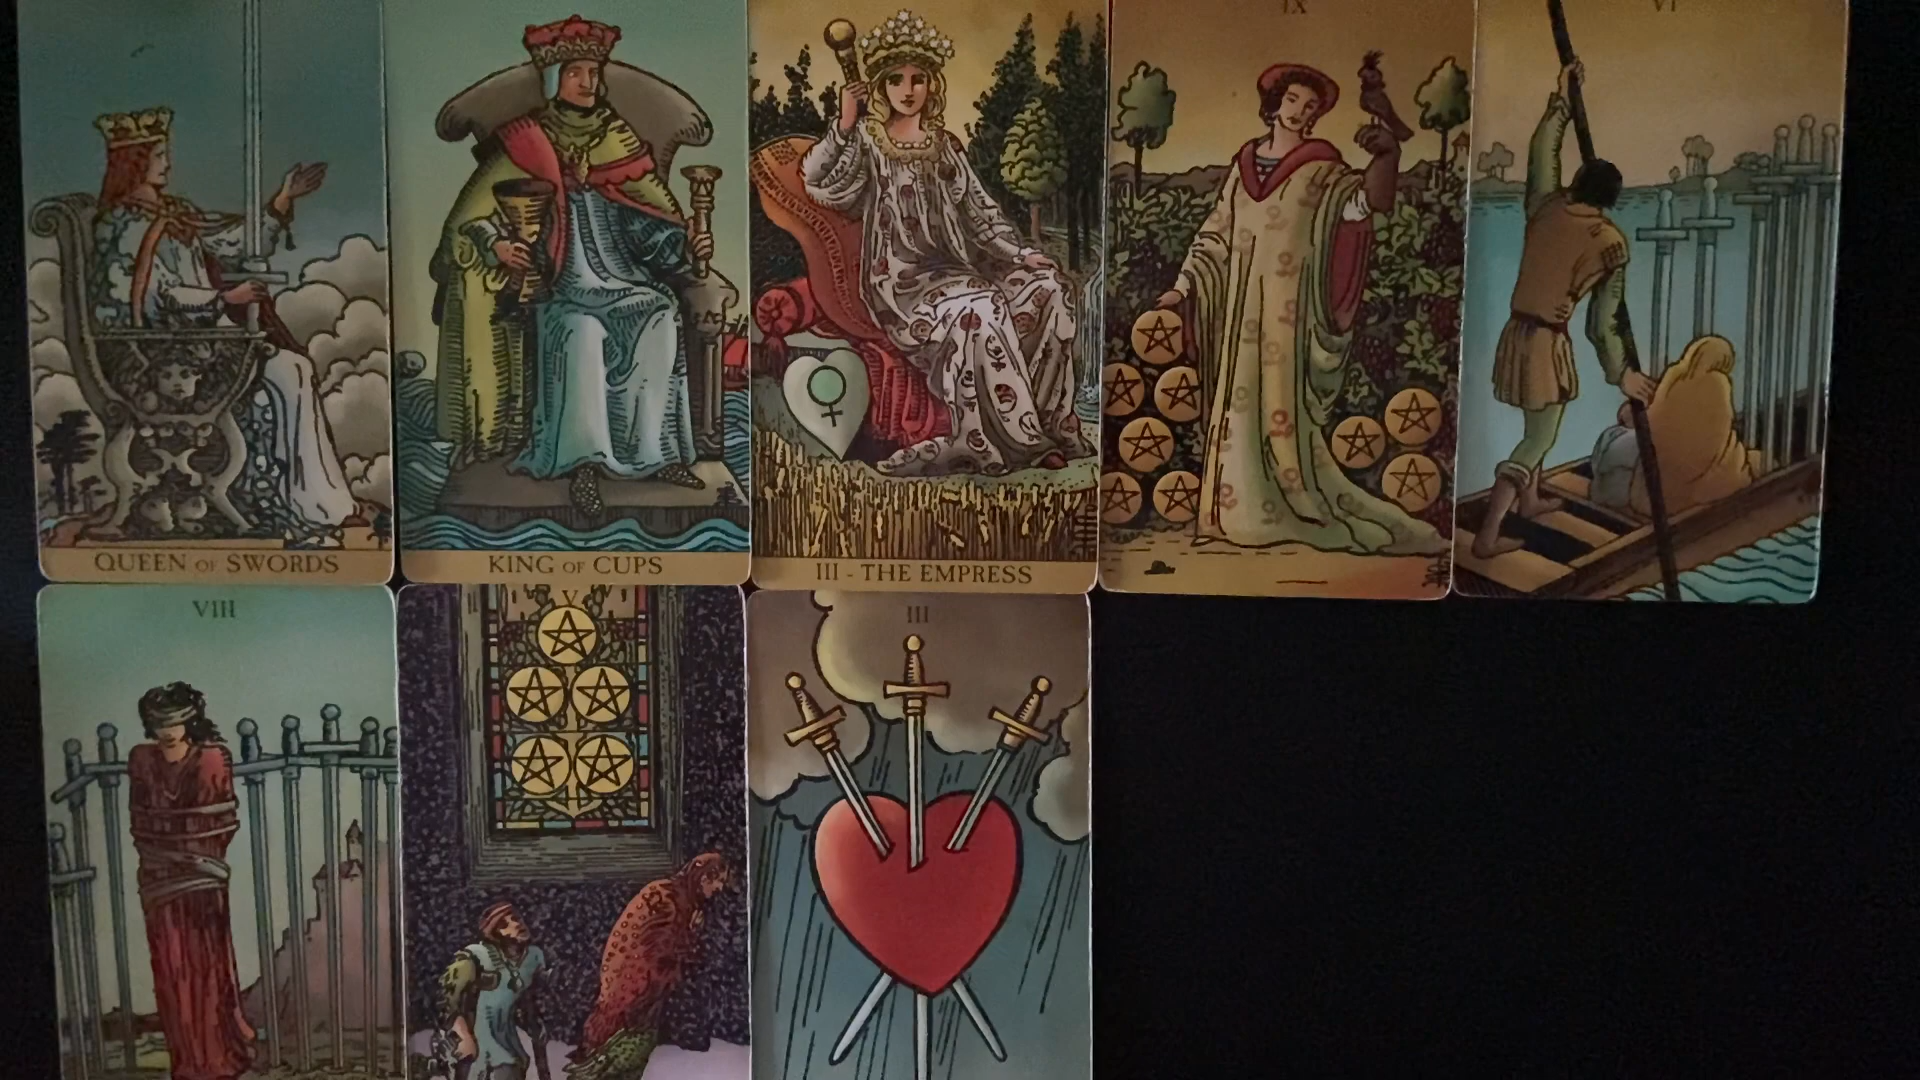 IX
VI
QUEEN OF SWORDS
KING OF CUPS
III - THE EMPRESS
VIII
V
III